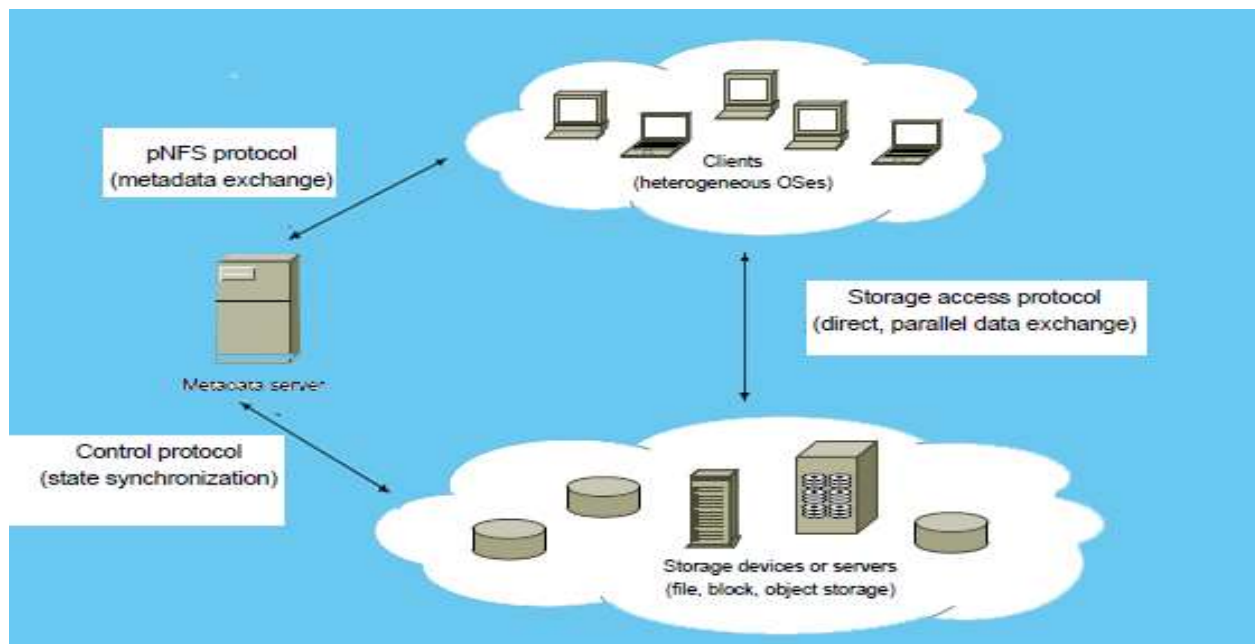 pNFS protocol
(metadata exchange)
Clients
(heterogeneous OSes)
Storage access protocol
(direct, parallel data exchange)
Metadata server
Control protocol
(state synchronization)
Storage devices or servers
(file, block, object storage)